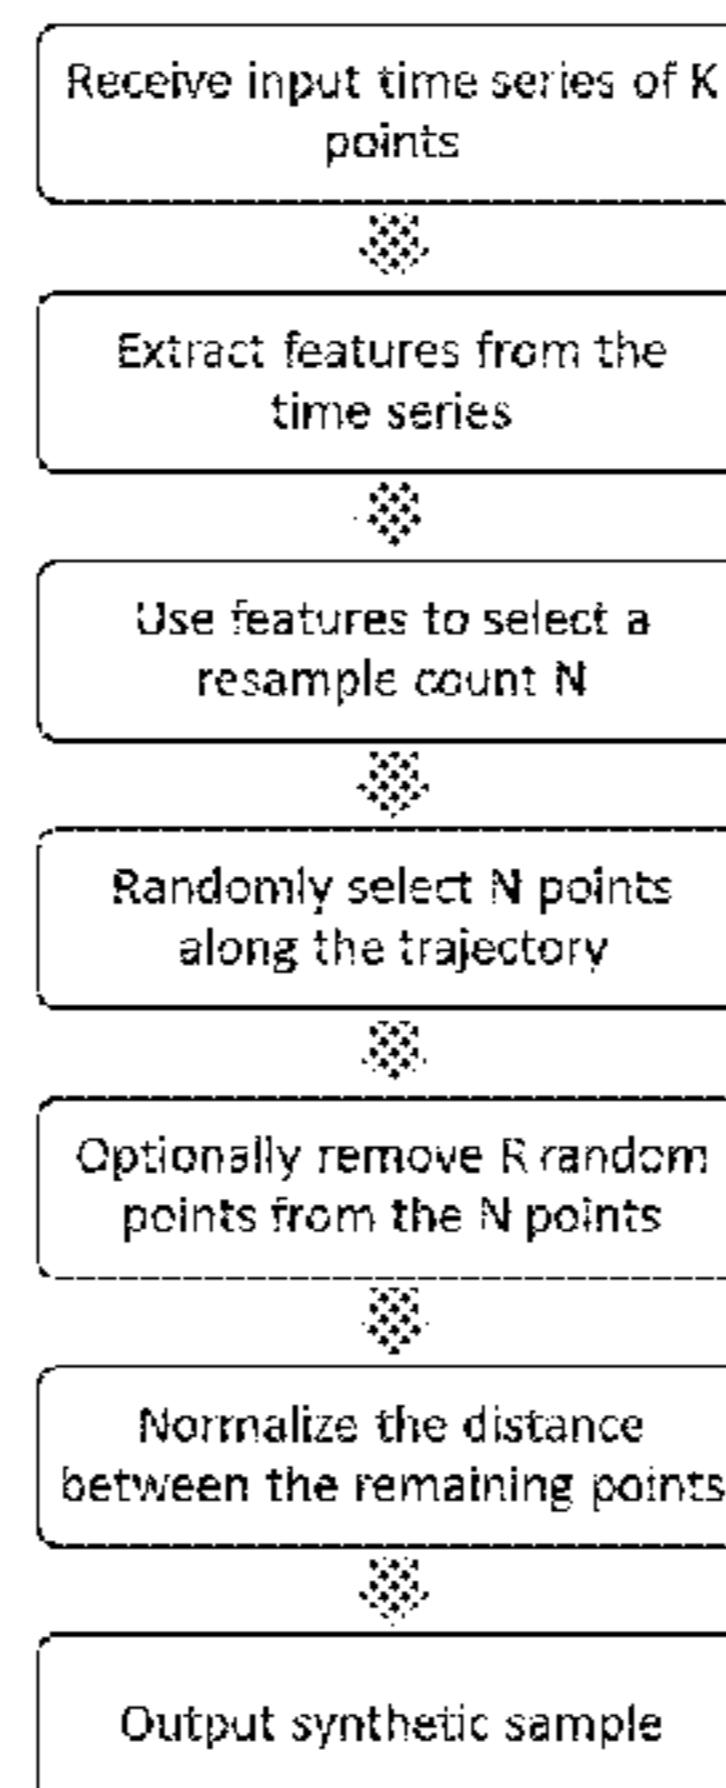 Receive input time series of K
points
Extract features from the
time series
Use features to select a
resample count N
Randomly select N points
along the trajectory
Optionally remove R random
points from the N points
Normalize the distance
between the remaining points
Output synthetic sample